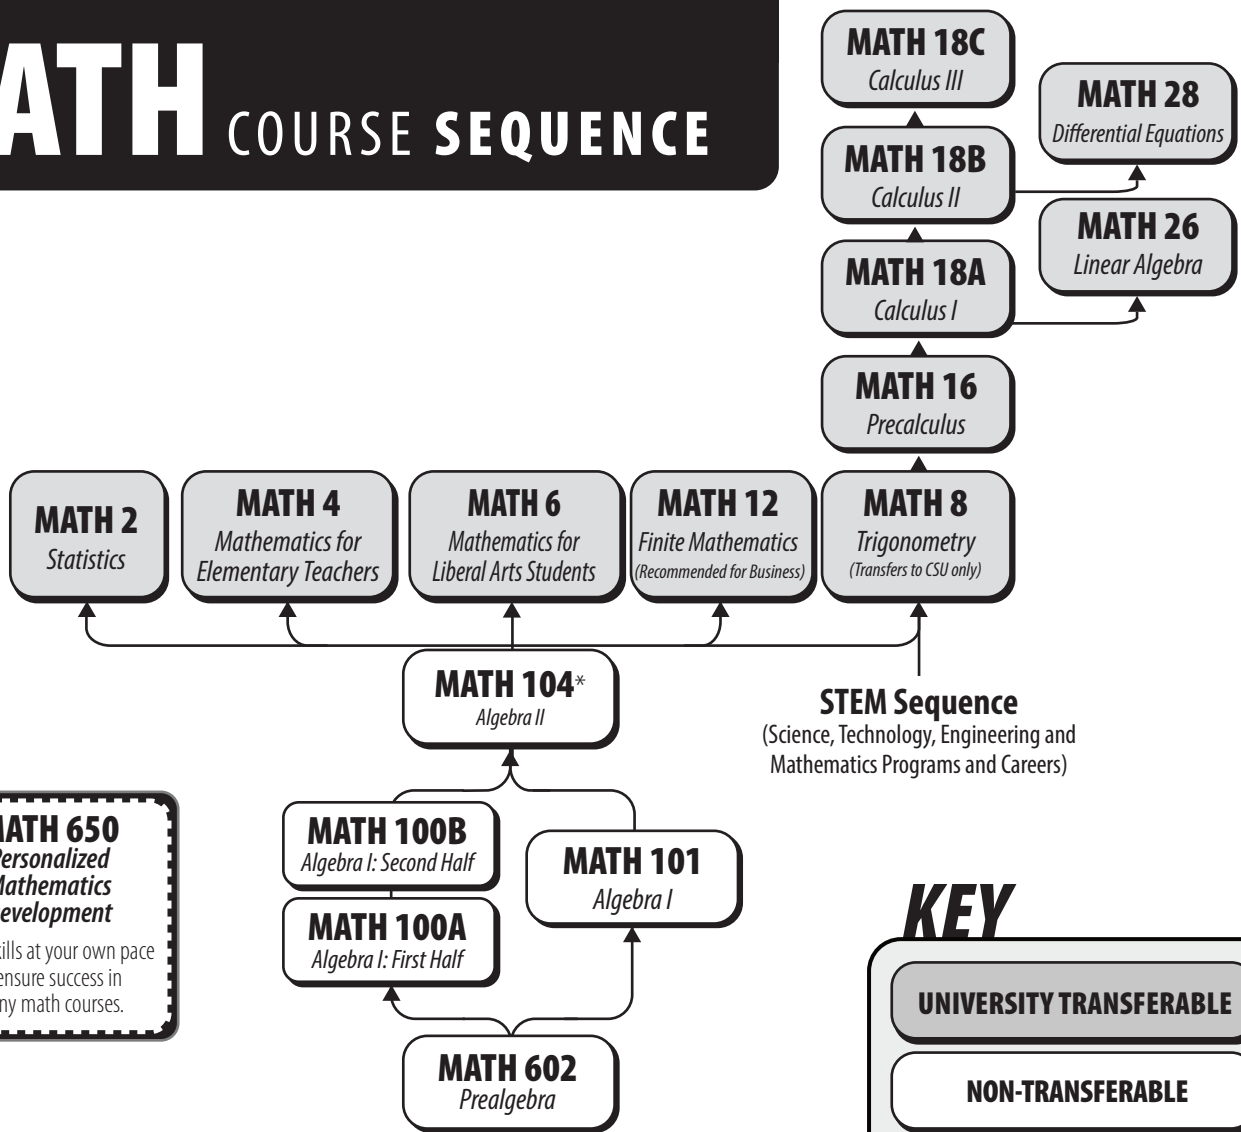 ATH COURSE SEQUENCE
MATH 18C
Calculus III
MATH 28
Differential Equations
MATH 18B
Calculus II
MATH 26
Linear Algebra
MATH 18A
Calculus I
MATH 16
Precalculus
MATH 2
Statistics
MATH 4
Mathematics for
Elementary Teachers
MATH 6
Mathematics for
Liberal Arts Students
MATH 12
Finite Mathematics
(Recommended for Business)
MATH 8
Trigonometry
(Transfers to CSU only)
MATH 104*
Algebra II
STEM Sequence
(Science, Technology, Engineering and
Mathematics Programs and Careers)
MATH 650
Personalized
Mathematics
Development
kills at your own pace
ensure success in
ny math courses.
MATH 100B
Algebra I: Second Half
MATH 101
Algebra I
MATH 100A
Algebra I: First Half
MATH 602
Prealgebra
KEY
UNIVERSITY TRANSFERABLE
NON-TRANSFERABLE